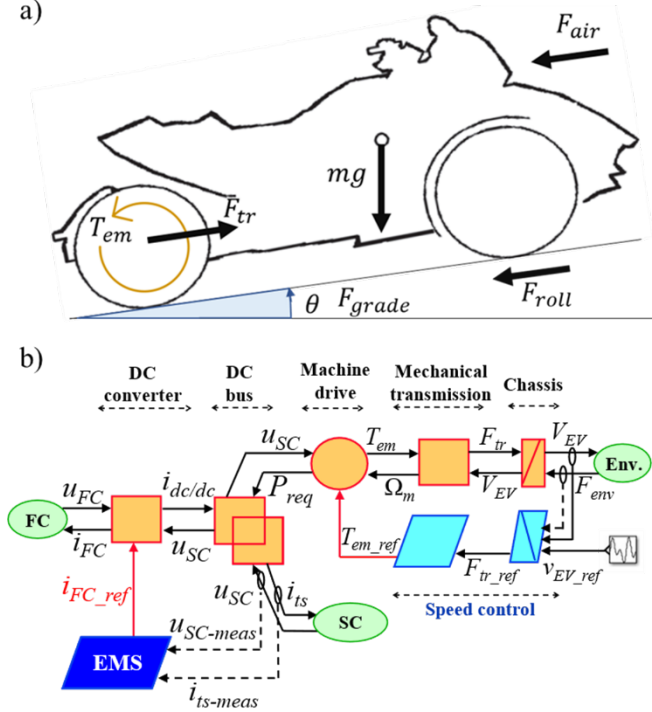 a)
F_air
mg
F_tr
T_em
F_roll
θ F_grade
b)
DC converter
DC bus
Machine drive
Mechanical transmission
Chassis
u_SC
T_em
F_tr
V_EV
Env.
P_req
Ω_m
V_EV
F_env
u_FC
i_dc/dc
FC
i_FC
u_SC
T_em_ref
F_tr_ref
v_EV_ref
i_FC_ref
u_SC
i_ts
SC
Speed control
u_SC-meas
EMS
i_ts-meas